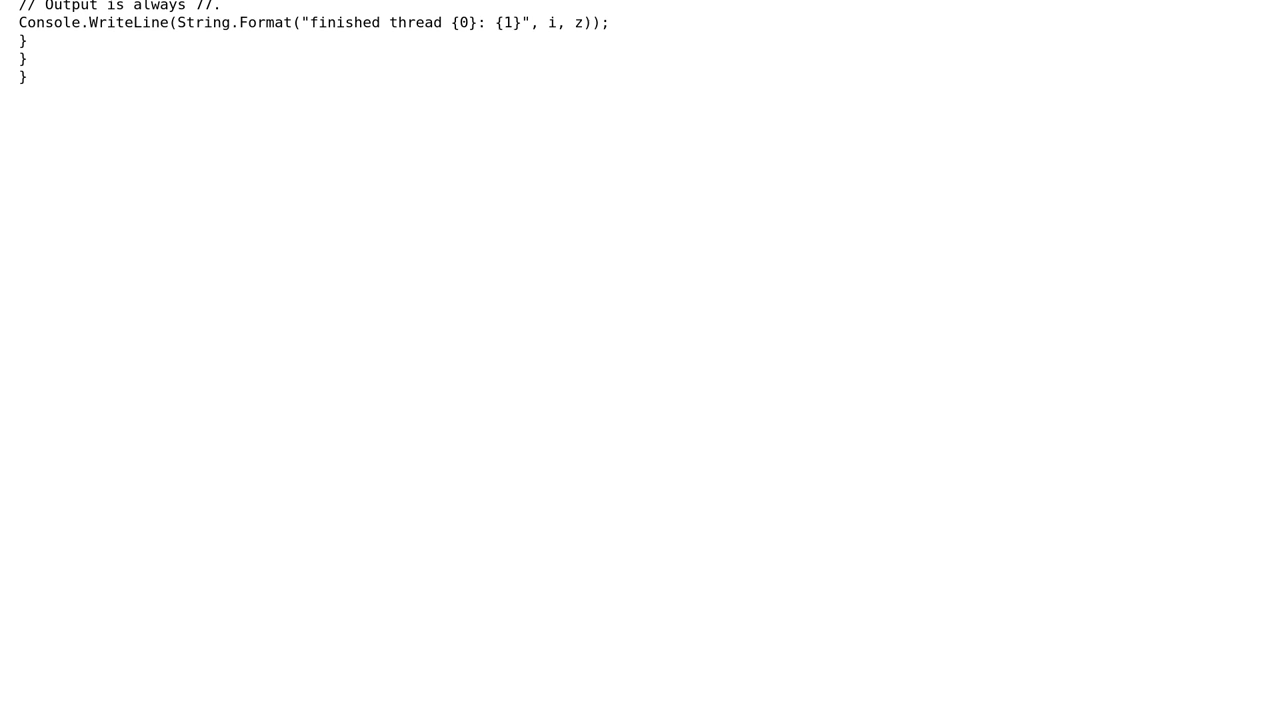 // Output is always 77.
Console.WriteLine(String.Format("finished thread {0}: {1}", i, z));
}
}
}